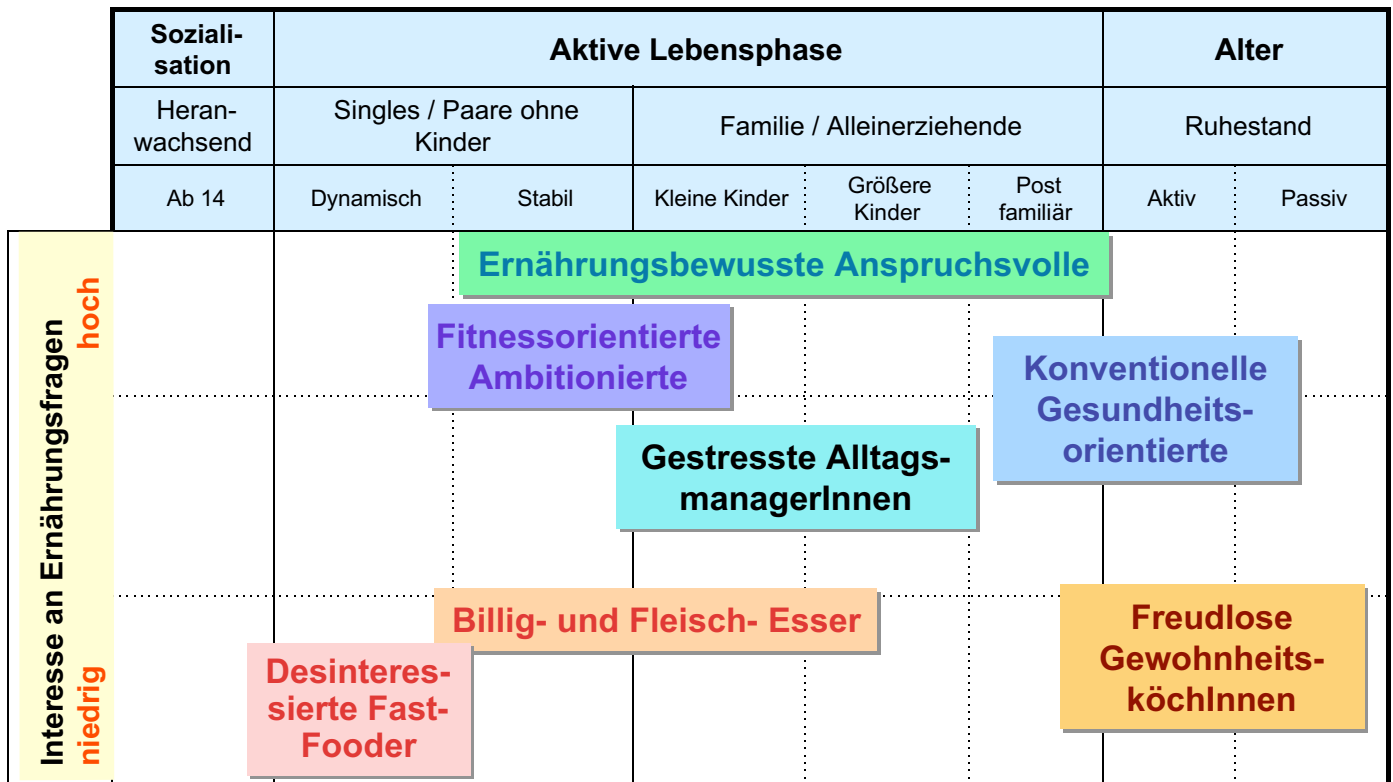 Soziali-
sation
Aktive Lebensphase
Alter
Heran-
wachsend
Singles / Paare ohne
Kinder
Familie / Alleinerziehende
Ruhestand
Ab 14
Dynamisch
Stabil
Kleine Kinder
Größere
Kinder
Post
familiär
Aktiv
Passiv
Interesse an Ernährungsfragen
hoch
niedrig
Ernährungsbewusste Anspruchsvolle
Fitnessorientierte
Ambitionierte
Konventionelle
Gesundheits-
orientierte
Gestresste Alltags-
managerInnen
Billig- und Fleisch- Esser
Desinteres-
sierte Fast-
Fooder
Freudlose
Gewohnheits-
köchInnen